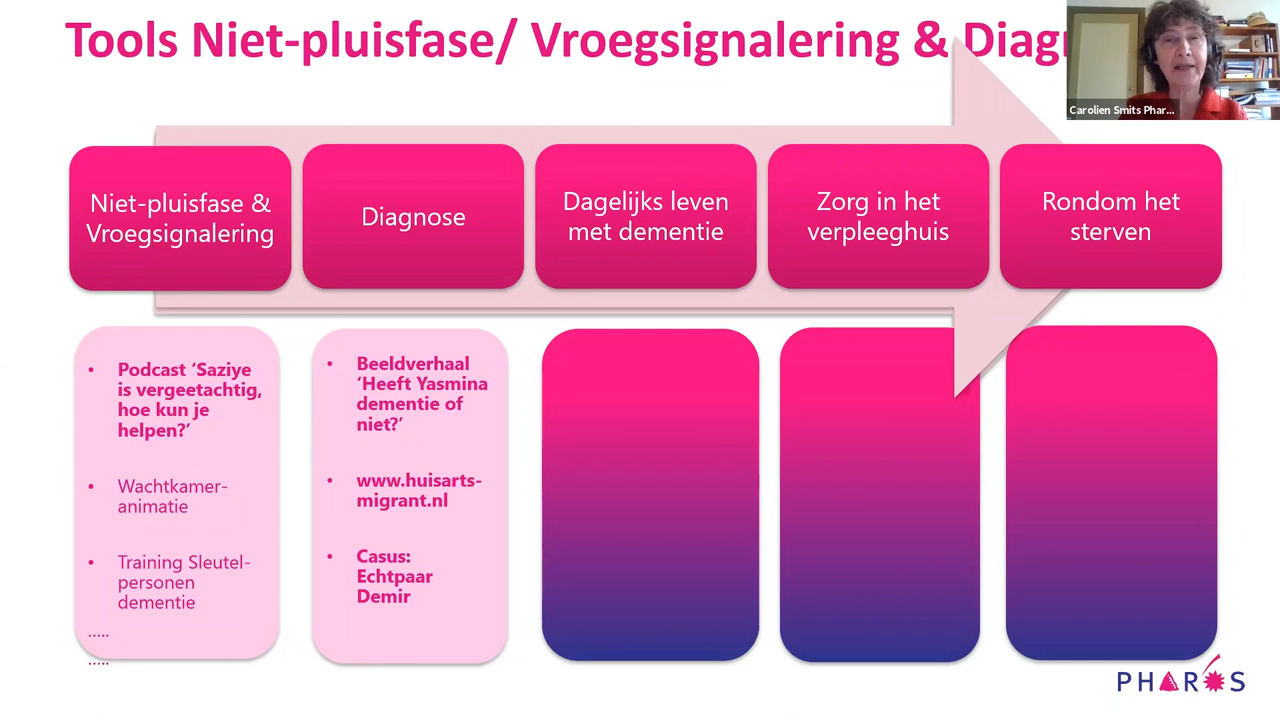 Tools Niet-pluisfase/ Vroegsignalering & Diagn
Carolien Smits Phar...
Niet-pluisfase &
Vroegsignalering
Diagnose
Dagelijks leven
met dementie
Zorg in het
verpleeghuis
Rondom het
sterven
• Podcast ‘Saziye
is vergeetachtig,
hoe kun je
helpen?’
• Wachtkamer-
animatie
• Training Sleutel-
personen
dementie
.....
.....
• Beeldverhaal
‘Heeft Yasmina
dementie of
niet?’
• www.huisarts-
migrant.nl
• Casus:
Echtpaar
Demir
PHAROS